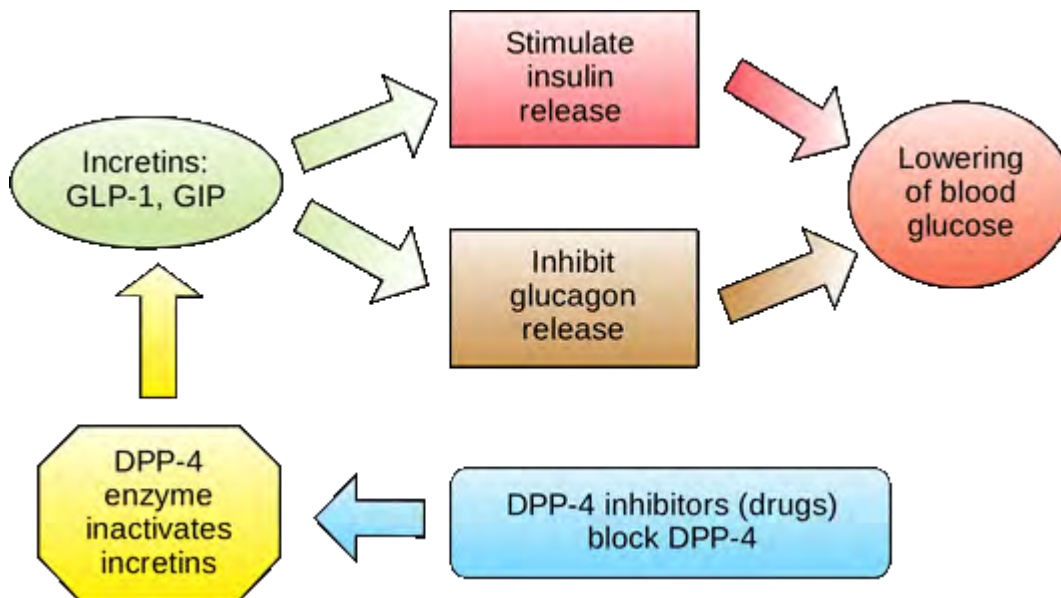 Incretins:
GLP-1, GIP
Stimulate
insulin
release
Inhibit
glucagon
release
Lowering
of blood
glucose
DPP-4
enzyme
inactivates
incretins
DPP-4 inhibitors (drugs)
block DPP-4